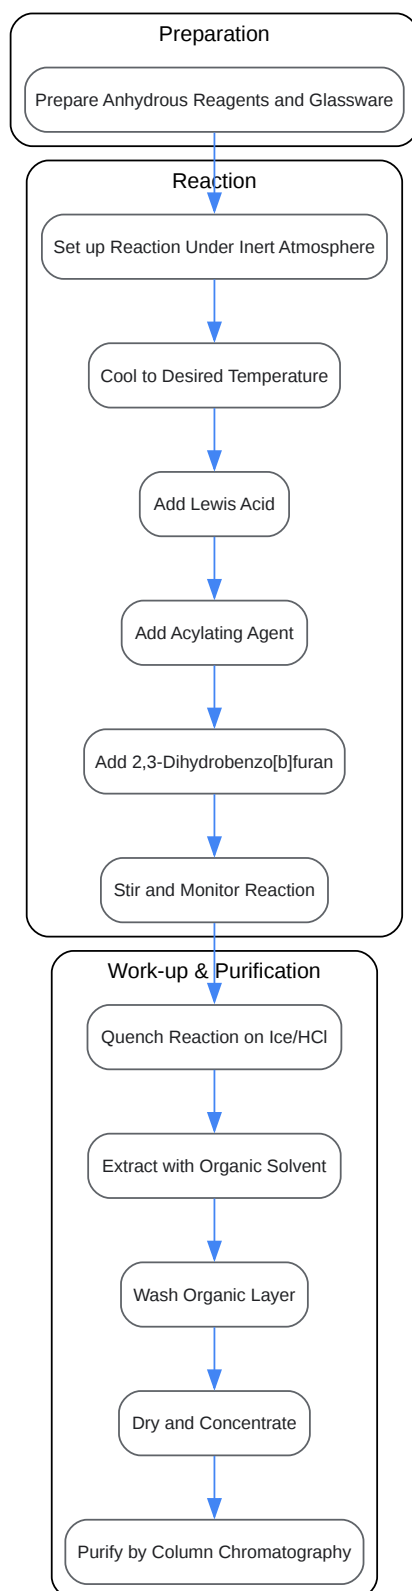 Preparation
Prepare Anhydrous Reagents and Glassware
Reaction
Set up Reaction Under Inert Atmosphere
Cool to Desired Temperature
Add Lewis Acid
Add Acylating Agent
Add 2,3-Dihydrobenzo[b]furan
Stir and Monitor Reaction
Work-up & Purification
Quench Reaction on Ice/HCl
Extract with Organic Solvent
Wash Organic Layer
Dry and Concentrate
Purify by Column Chromatography